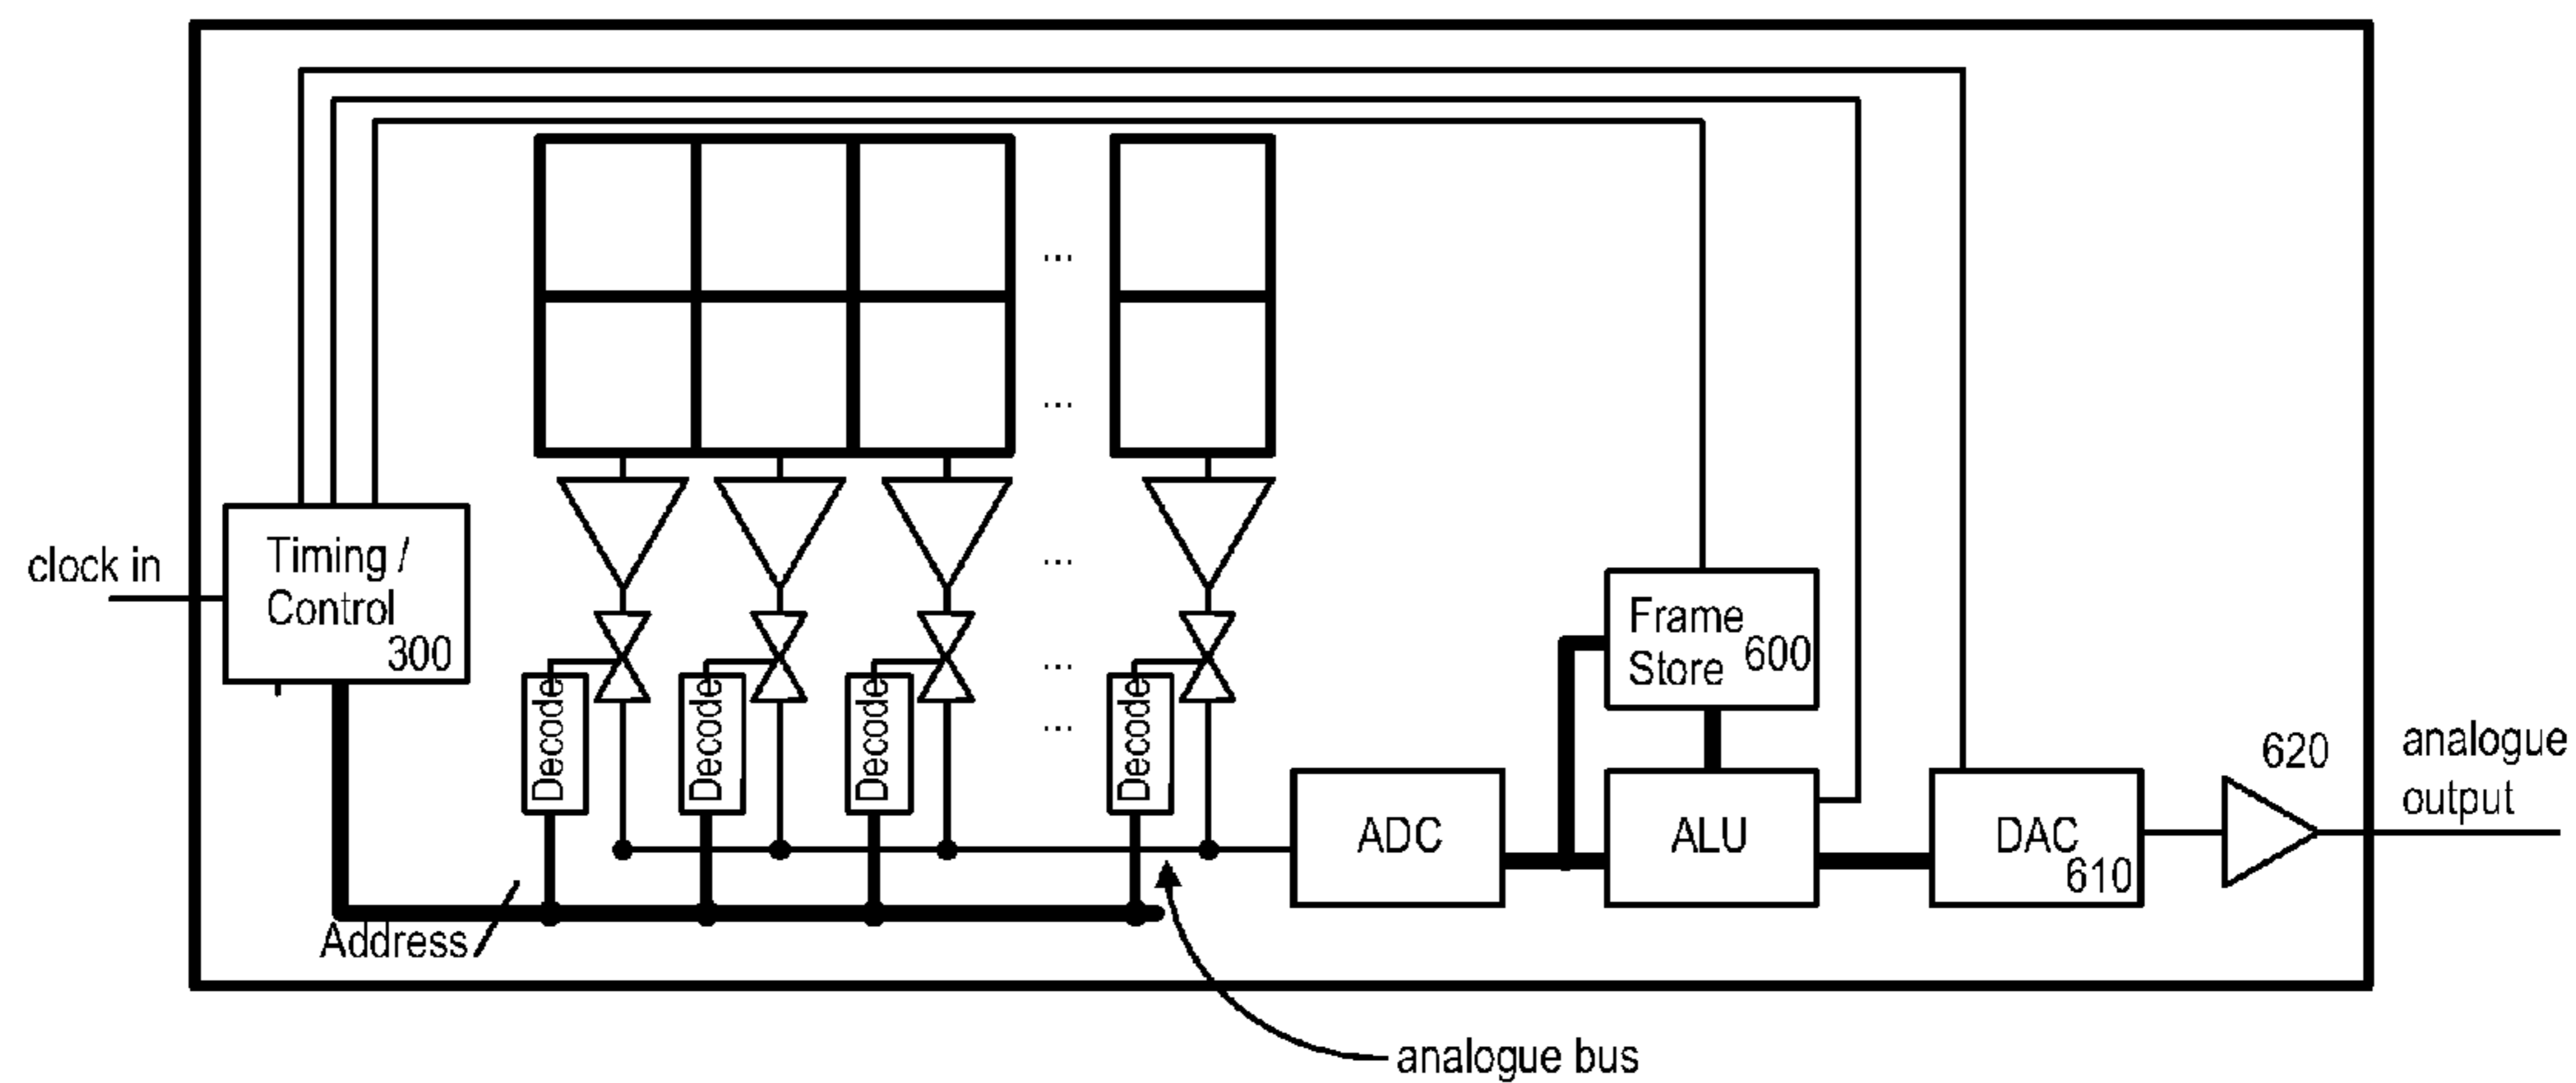 clock in
Timing /
Control
300
...
...
...
...
...
Decode
Decode
Decode
Decode
Address
Frame
Store
600
ADC
ALU
DAC
610
620
analogue
output
analogue bus